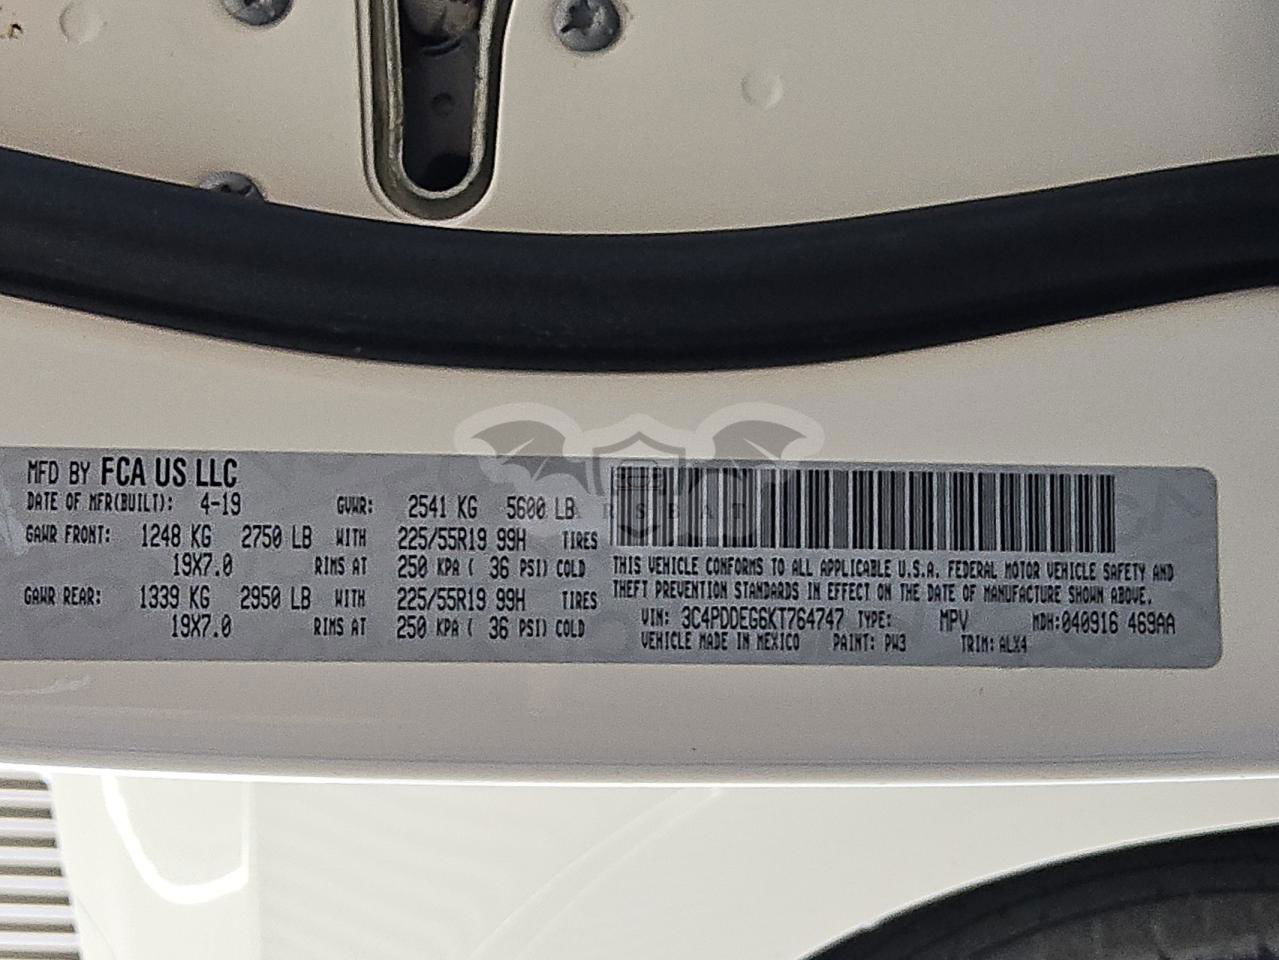 MFD BY FCA US LLC
DATE OF MFR(BUILT): 4-19 GVWR: 2541 KG 5600 LB
GAWR FRONT: 1248 KG 2750 LB WITH 225/55R19 99H TIRES
19X7.0 RIMS AT 250 KPA ( 36 PSI) COLD
GAWR REAR: 1339 KG 2950 LB WITH 225/55R19 99H TIRES
19X7.0 RIMS AT 250 KPA ( 36 PSI) COLD
THIS VEHICLE CONFORMS TO ALL APPLICABLE U.S.A. FEDERAL MOTOR VEHICLE SAFETY AND
THEFT PREVENTION STANDARDS IN EFFECT ON THE DATE OF MANUFACTURE SHOWN ABOVE.
VIN: 3C4PDDEG6KT764747 TYPE: MPV MDH:040916 469AA
VEHICLE MADE IN MEXICO PAINT: PW3 TRIM: ALX4